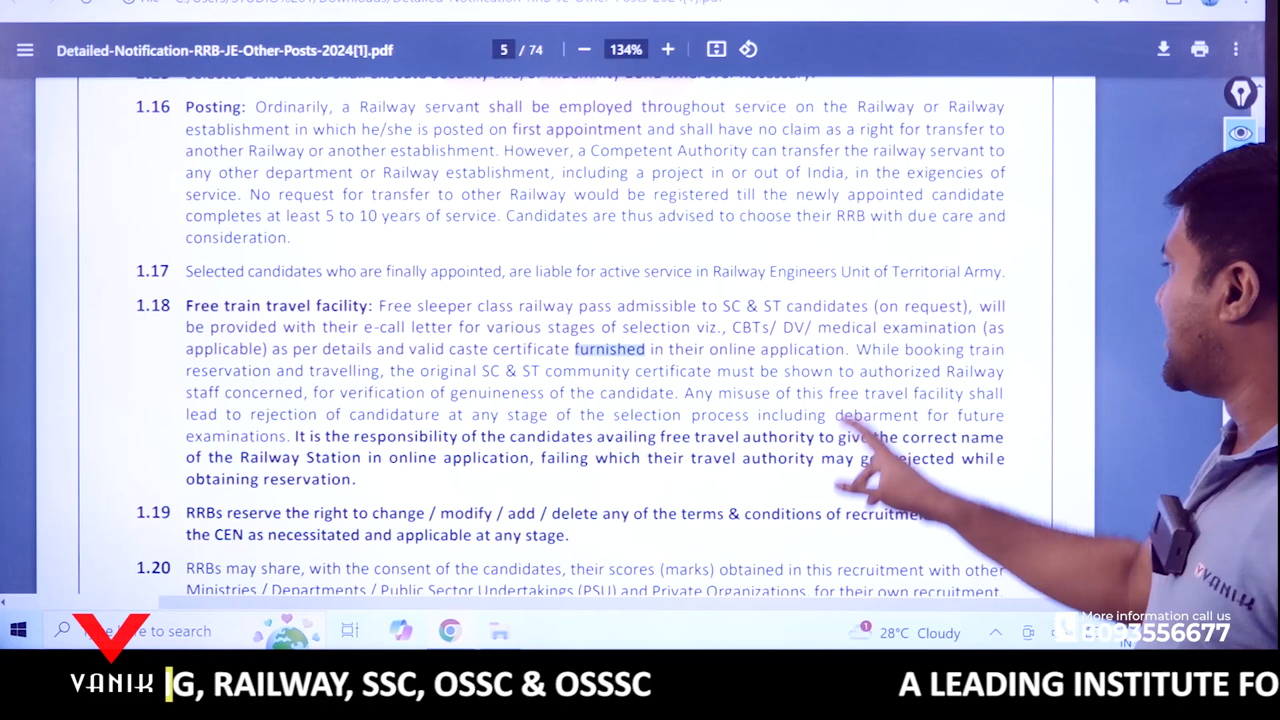 Detailed-Notification-RRB-JE-Other-Posts-2024[1].pdf
5 / 74
134%
1.16 Posting: Ordinarily, a Railway servant shall be employed throughout service on the Railway or Railway
establishment in which he/she is posted on first appointment and shall have no claim as a right for transfer to
another Railway or another establishment. However, a Competent Authority can transfer the railway servant to
any other department or Railway establishment, including a project in or out of India, in the exigencies of
service. No request for transfer to other Railway would be registered till the newly appointed candidate
completes at least 5 to 10 years of service. Candidates are thus advised to choose their RRB with due care and
consideration.
1.17 Selected candidates who are finally appointed, are liable for active service in Railway Engineers Unit of Territorial Army.
1.18 Free train travel facility: Free sleeper class railway pass admissible to SC & ST candidates (on request), will
be provided with their e-call letter for various stages of selection viz., CBTs/ DV/ medical examination (as
applicable) as per details and valid caste certificate furnished in their online application. While booking train
reservation and travelling, the original SC & ST community certificate must be shown to authorized Railway
staff concerned, for verification of genuineness of the candidate. Any misuse of this free travel facility shall
lead to rejection of candidature at any stage of the selection process including debarment for future
examinations. It is the responsibility of the candidates availing free travel authority to give the correct name
of the Railway Station in online application, failing which their travel authority may rejected while
obtaining reservation.
1.19 RRBs reserve the right to change / modify / add / delete any of the terms & conditions of
the CEN as necessitated and applicable at any stage.
1.20 RRBs may share, with the consent of the candidates, their scores (marks) obtained in this recruitment with other
Ministries / Departments / Public Sector Undertakings (PSU) and Private Organizations, for their own recruitment.
here to search
28°C Cloudy
More information call us
8093556677
VANIK
VANIK
G, RAILWAY, SSC, OSSC & OSSSC
A LEADING INSTITUTE FO